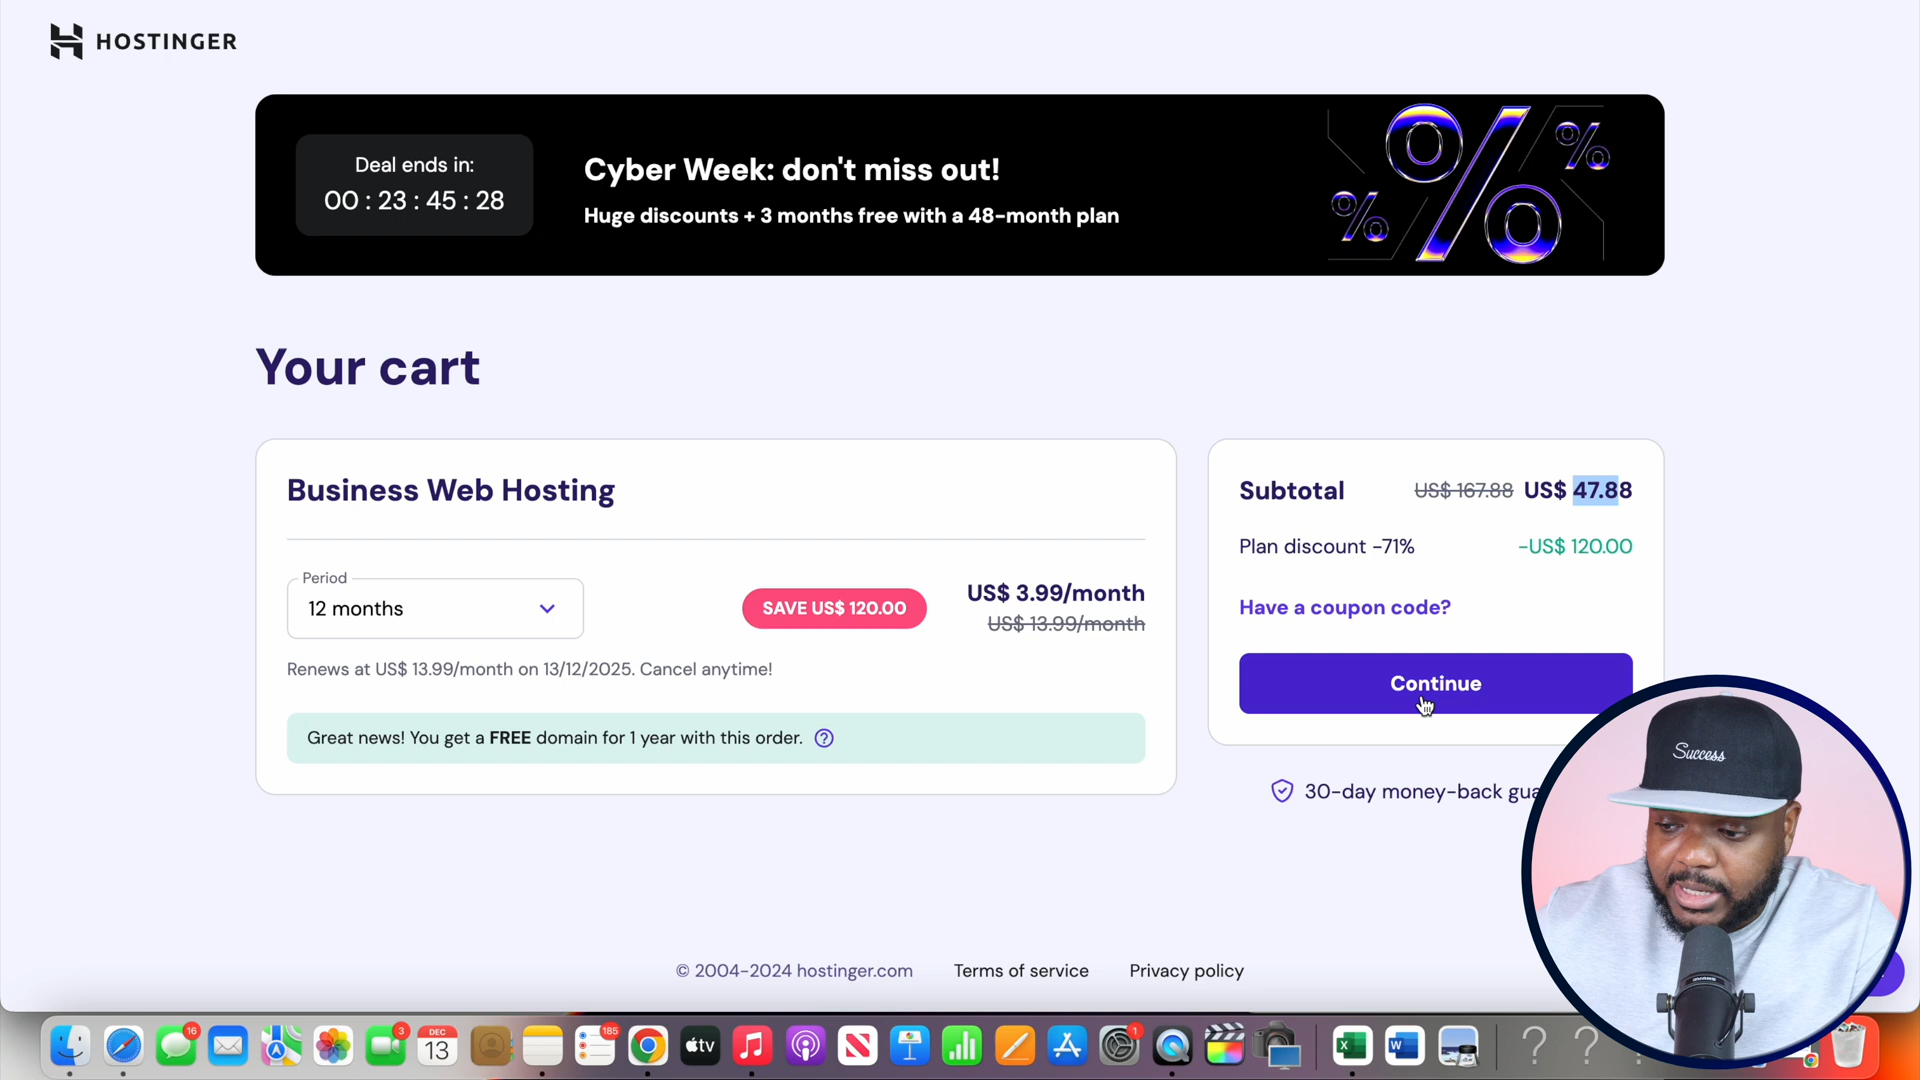 HOSTINGER
Deal ends in:
00 : 23 : 45 : 28
Cyber Week: don't miss out!
Huge discounts + 3 months free with a 48-month plan
Your cart
Business Web Hosting
Period
12 months
SAVE US$ 120.00
US$ 3.99/month
US$ 13.99/month
Renews at US$ 13.99/month on 13/12/2025. Cancel anytime!
Great news! You get a FREE domain for 1 year with this order.
Subtotal US$ 167.88 US$ 47.88
Plan discount -71% -US$ 120.00
Have a coupon code?
Continue
30-day money-back gua
Success
© 2004-2024 hostinger.com Terms of service Privacy policy
16
3
DEC
13
185
tv
1
X
W